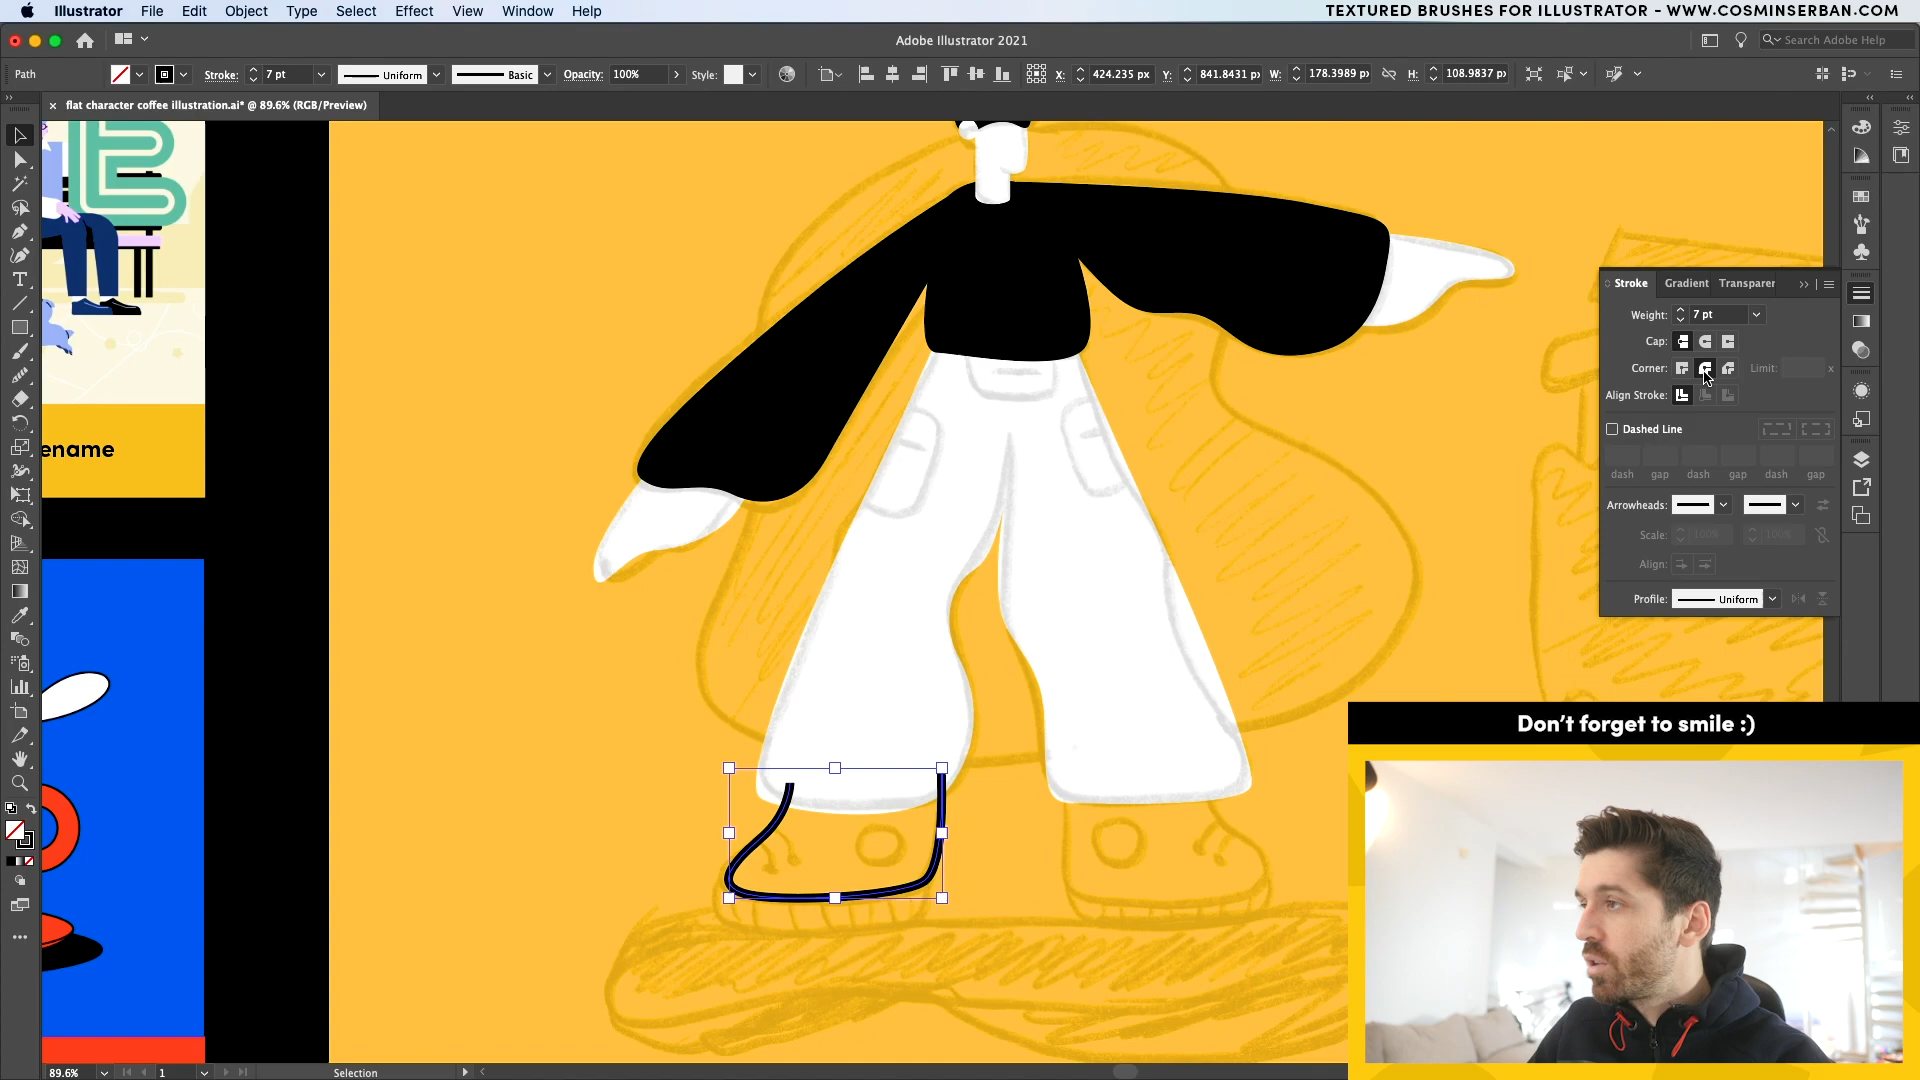 Illustrator File Edit Object Type Select Effect View Window Help
TEXTURED BRUSHES FOR ILLUSTRATOR - WWW.COSMINSERBAN.COM
Adobe Illustrator 2021
Search Adobe Help
Path Stroke: 7 pt Uniform Basic Opacity: 100% Style: X: 424.235 px Y: 841.8431 p W: 178.3989 p H: 108.9837 p
× flat character coffee illustration.ai* @ 89.6% (RGB/Preview)
Stroke Gradient Transparer
Weight: 7 pt
Cap:
Corner: Limit: x
Align Stroke:
Dashed Line
dash gap dash gap dash gap
Arrowheads:
Scale: 100% 100%
Align:
Profile: Uniform
ename
Don't forget to smile :)
89.6% 1 Selection